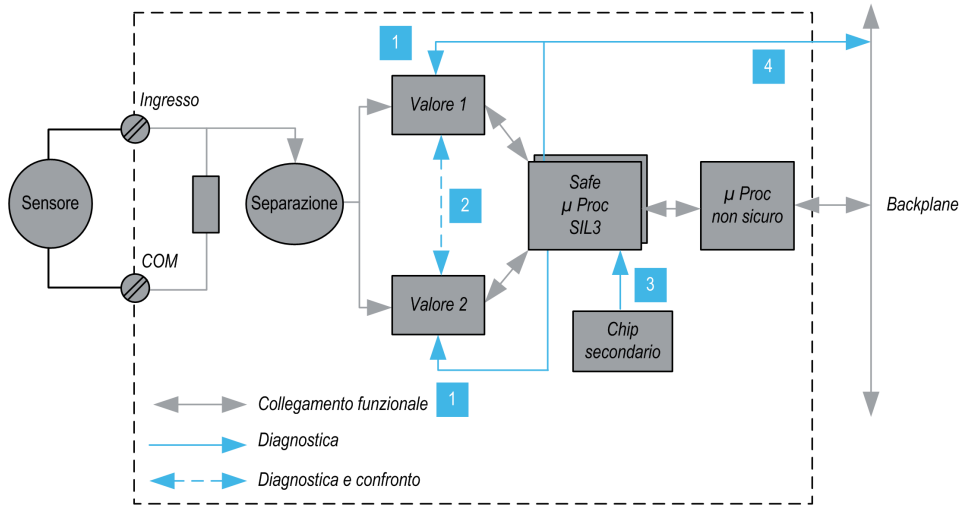 1
4
Ingresso
Valore 1
Sensore
Separazione
2
Safe
µ Proc
SIL3
µ Proc
non sicuro
Backplane
COM
3
Valore 2
Chip
secondario
1
Collegamento funzionale
Diagnostica
Diagnostica e confronto